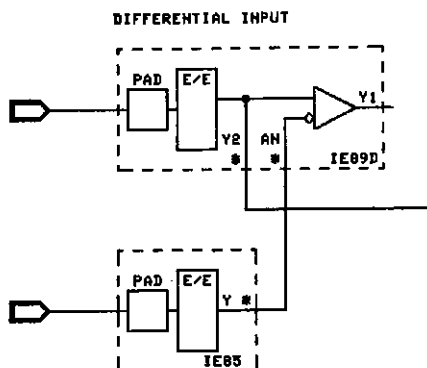 DIFFERENTIAL INPUT
PAD E/E Y1
Y2 AN
* *
IE89D
PAD E/E
Y *
IE85